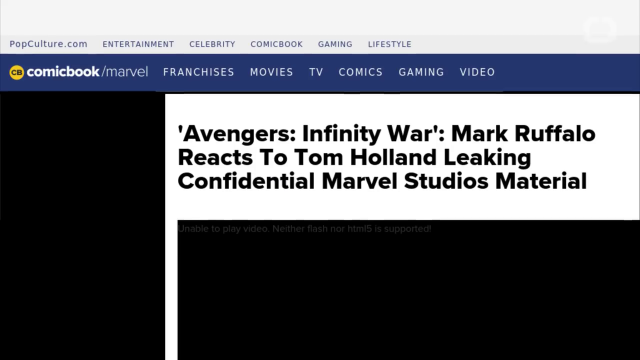 PopCulture.com ENTERTAINMENT CELEBRITY COMICBOOK GAMING LIFESTYLE
CB comicbook/marvel FRANCHISES MOVIES TV COMICS GAMING VIDEO
'Avengers: Infinity War': Mark Ruffalo
Reacts To Tom Holland Leaking
Confidential Marvel Studios Material
Unable to play video. Neither flash nor html5 is supported!